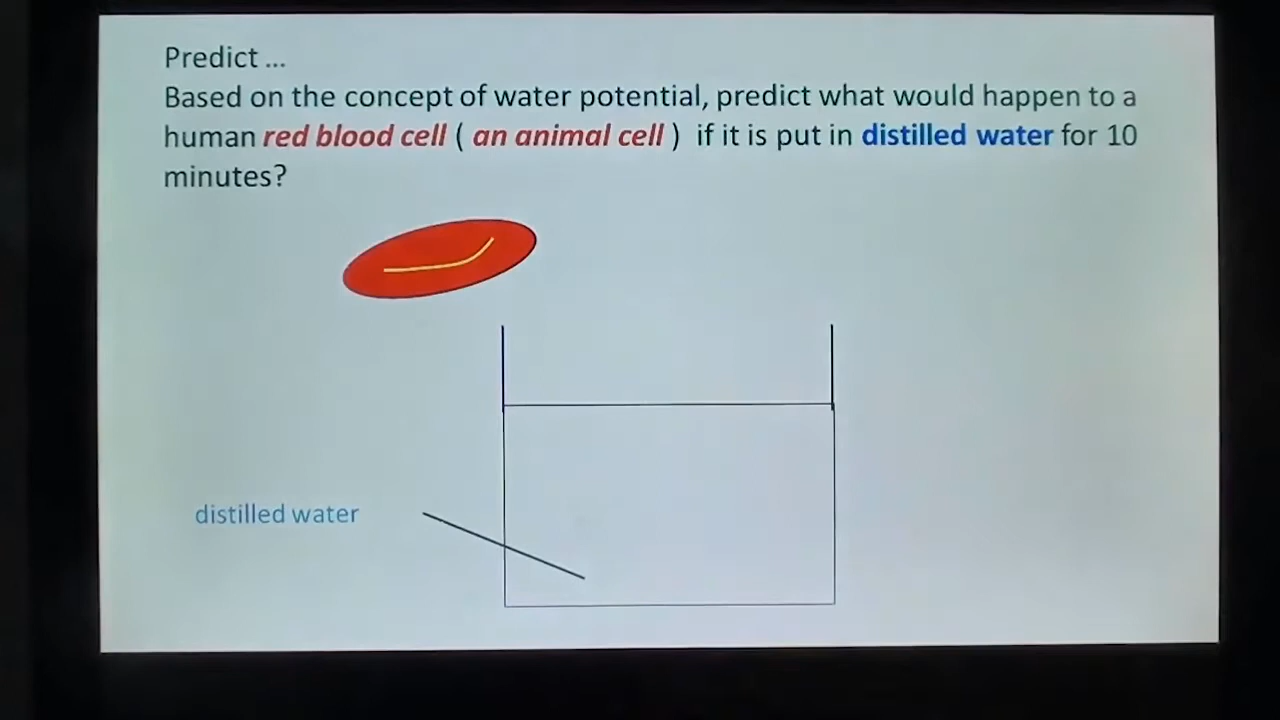 Predict ...
Based on the concept of water potential, predict what would happen to a
human red blood cell ( an animal cell ) if it is put in distilled water for 10
minutes?
distilled water